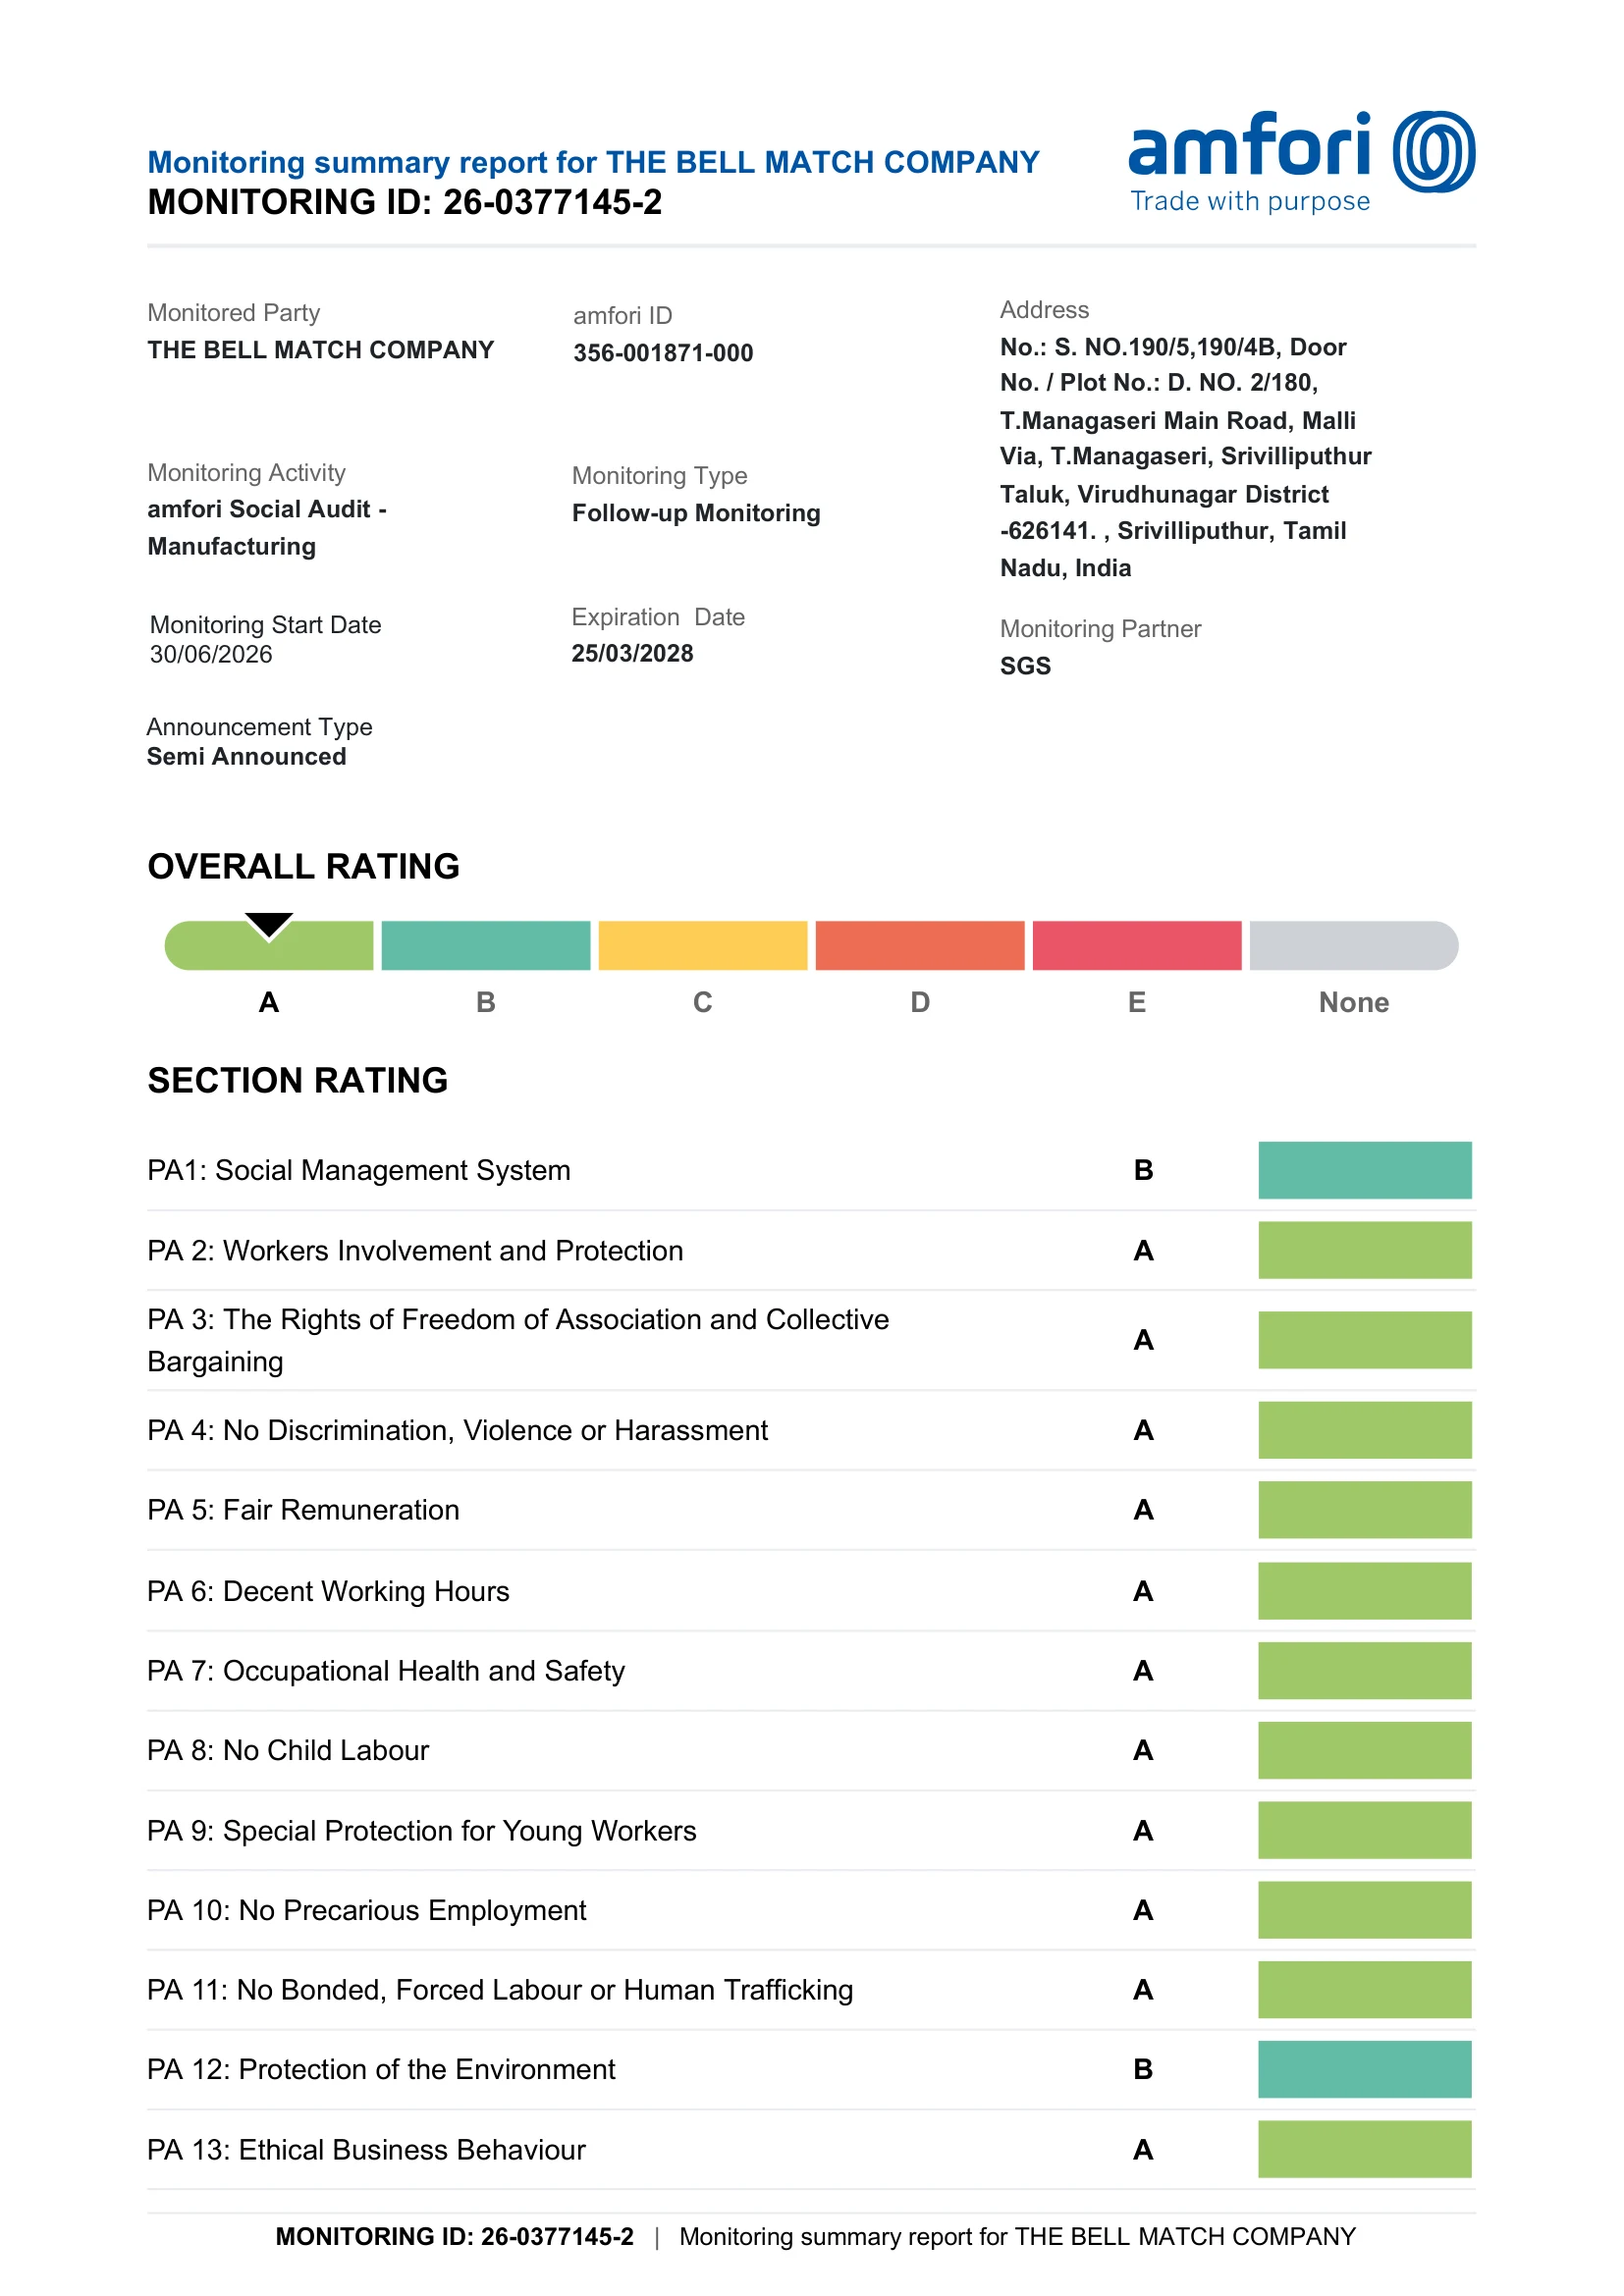 Monitoring summary report for THE BELL MATCH COMPANY
MONITORING ID: 26-0377145-2
amfori
Trade with purpose
Monitored Party
THE BELL MATCH COMPANY
amfori ID
356-001871-000
Address
No.: S. NO.190/5,190/4B, Door
No. / Plot No.: D. NO. 2/180,
T.Managaseri Main Road, Malli
Via, T.Managaseri, Srivilliputhur
Taluk, Virudhunagar District
-626141. , Srivilliputhur, Tamil
Nadu, India
Monitoring Activity
amfori Social Audit -
Manufacturing
Monitoring Type
Follow-up Monitoring
Monitoring Start Date
30/06/2026
Expiration Date
25/03/2028
Monitoring Partner
SGS
Announcement Type
Semi Announced
OVERALL RATING
A B C D E None
SECTION RATING
PA1: Social Management System B
PA 2: Workers Involvement and Protection A
PA 3: The Rights of Freedom of Association and Collective
Bargaining A
PA 4: No Discrimination, Violence or Harassment A
PA 5: Fair Remuneration A
PA 6: Decent Working Hours A
PA 7: Occupational Health and Safety A
PA 8: No Child Labour A
PA 9: Special Protection for Young Workers A
PA 10: No Precarious Employment A
PA 11: No Bonded, Forced Labour or Human Trafficking A
PA 12: Protection of the Environment B
PA 13: Ethical Business Behaviour A
MONITORING ID: 26-0377145-2 | Monitoring summary report for THE BELL MATCH COMPANY